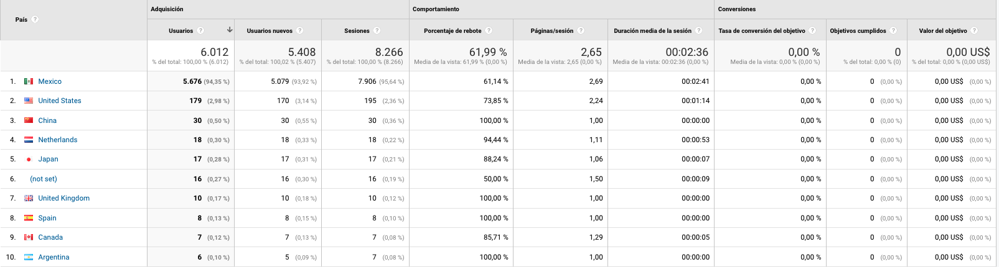 País ? Adquisición Comportamiento Conversiones
Usuarios ? Usuarios nuevos ? Sesiones ? Porcentaje de rebote ? Páginas/sesión ? Duración media de la sesión ? Tasa de conversión del objetivo ? Objetivos cumplidos ? Valor del objetivo ?
6.012 5.408 8.266 61,99 % 2,65 00:02:36 0,00 % 0 0,00 US$
% del total: 100,00 % (6.012) % del total: 100,02 % (5.407) % del total: 100,00 % (8.266) Media de la vista: 61,99 % (0,00 %) Media de la vista: 2,65 (0,00 %) Media de la vista: 00:02:36 (0,00 %) Media de la vista: 0,00 % (0,00 %) % del total: 0,00 % (0) % del total: 0,00 % (0,00 US$)
1. Mexico 5.676 (94,35 %) 5.079 (93,92 %) 7.906 (95,64 %) 61,14 % 2,69 00:02:41 0,00 % 0 (0,00 %) 0,00 US$ (0,00 %)
2. United States 179 (2,98 %) 170 (3,14 %) 195 (2,36 %) 73,85 % 2,24 00:01:14 0,00 % 0 (0,00 %) 0,00 US$ (0,00 %)
3. China 30 (0,50 %) 30 (0,55 %) 30 (0,36 %) 100,00 % 1,00 00:00:00 0,00 % 0 (0,00 %) 0,00 US$ (0,00 %)
4. Netherlands 18 (0,30 %) 18 (0,33 %) 18 (0,22 %) 94,44 % 1,11 00:00:53 0,00 % 0 (0,00 %) 0,00 US$ (0,00 %)
5. Japan 17 (0,28 %) 17 (0,31 %) 17 (0,21 %) 88,24 % 1,06 00:00:07 0,00 % 0 (0,00 %) 0,00 US$ (0,00 %)
6. (not set) 16 (0,27 %) 16 (0,30 %) 16 (0,19 %) 50,00 % 1,50 00:00:09 0,00 % 0 (0,00 %) 0,00 US$ (0,00 %)
7. United Kingdom 10 (0,17 %) 10 (0,18 %) 10 (0,12 %) 100,00 % 1,00 00:00:00 0,00 % 0 (0,00 %) 0,00 US$ (0,00 %)
8. Spain 8 (0,13 %) 8 (0,15 %) 8 (0,10 %) 100,00 % 1,00 00:00:00 0,00 % 0 (0,00 %) 0,00 US$ (0,00 %)
9. Canada 7 (0,12 %) 7 (0,13 %) 7 (0,08 %) 85,71 % 1,29 00:00:05 0,00 % 0 (0,00 %) 0,00 US$ (0,00 %)
10. Argentina 6 (0,10 %) 5 (0,09 %) 7 (0,08 %) 100,00 % 1,00 00:00:00 0,00 % 0 (0,00 %) 0,00 US$ (0,00 %)